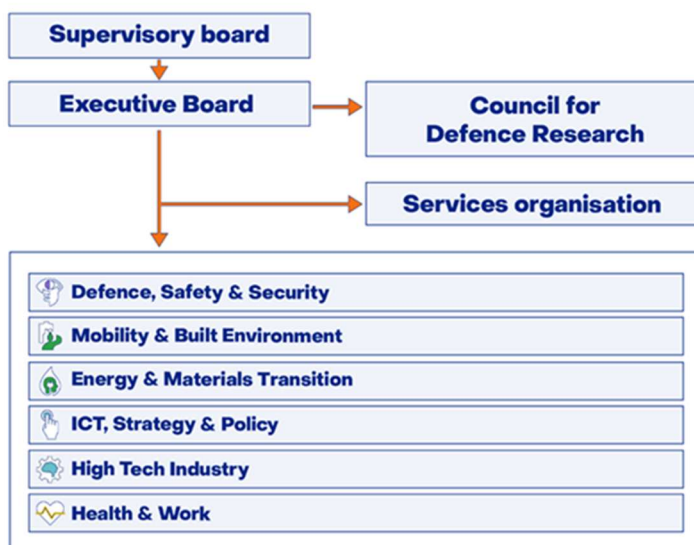 Supervisory board
Executive Board
Council for
Defence Research
Services organisation
Defence, Safety & Security
Mobility & Built Environment
Energy & Materials Transition
ICT, Strategy & Policy
High Tech Industry
Health & Work